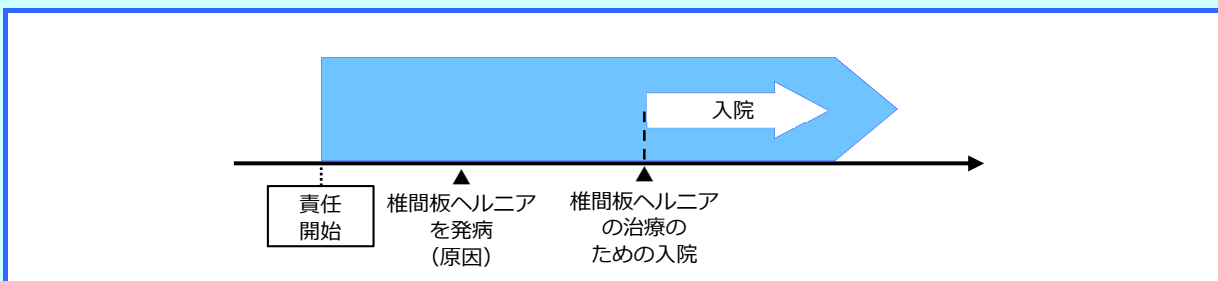 入院
責任
開始
椎間板ヘルニア
を発病
(原因)
椎間板ヘルニア
の治療の
ための入院